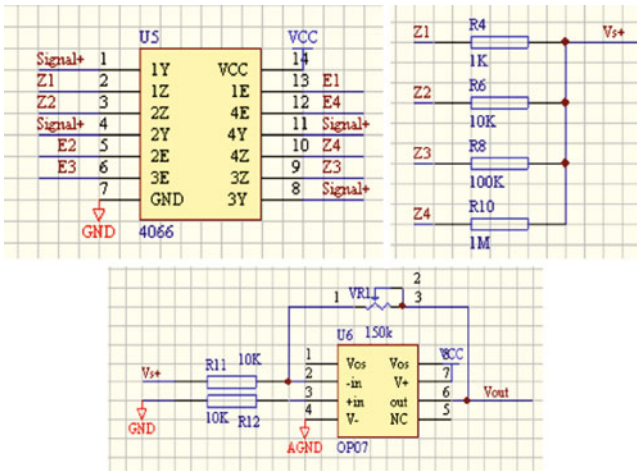 U5
VCC
Signal+ 1 1Y VCC 14
Z1 2 1Z 1E 13 E1
Z2 3 2Z 4E 12 E4
Signal+ 4 2Y 4Y 11 Signal+
E2 5 2E 4Z 10 Z4
E3 6 3E 3Z 9 Z3
7 GND 3Y 8 Signal+
GND
4066
Z1 R4 Vs+
1K
Z2 R6
10K
Z3 R8
100K
Z4 R10
1M
2
1 VR1 3
U6 150k
R11 10K
1 Vos Vos 8 VCC
Vs+ 2 -in V+ 7
3 +in out 6 Vout
GND 10K R12 4 V- NC 5
AGND
OP07